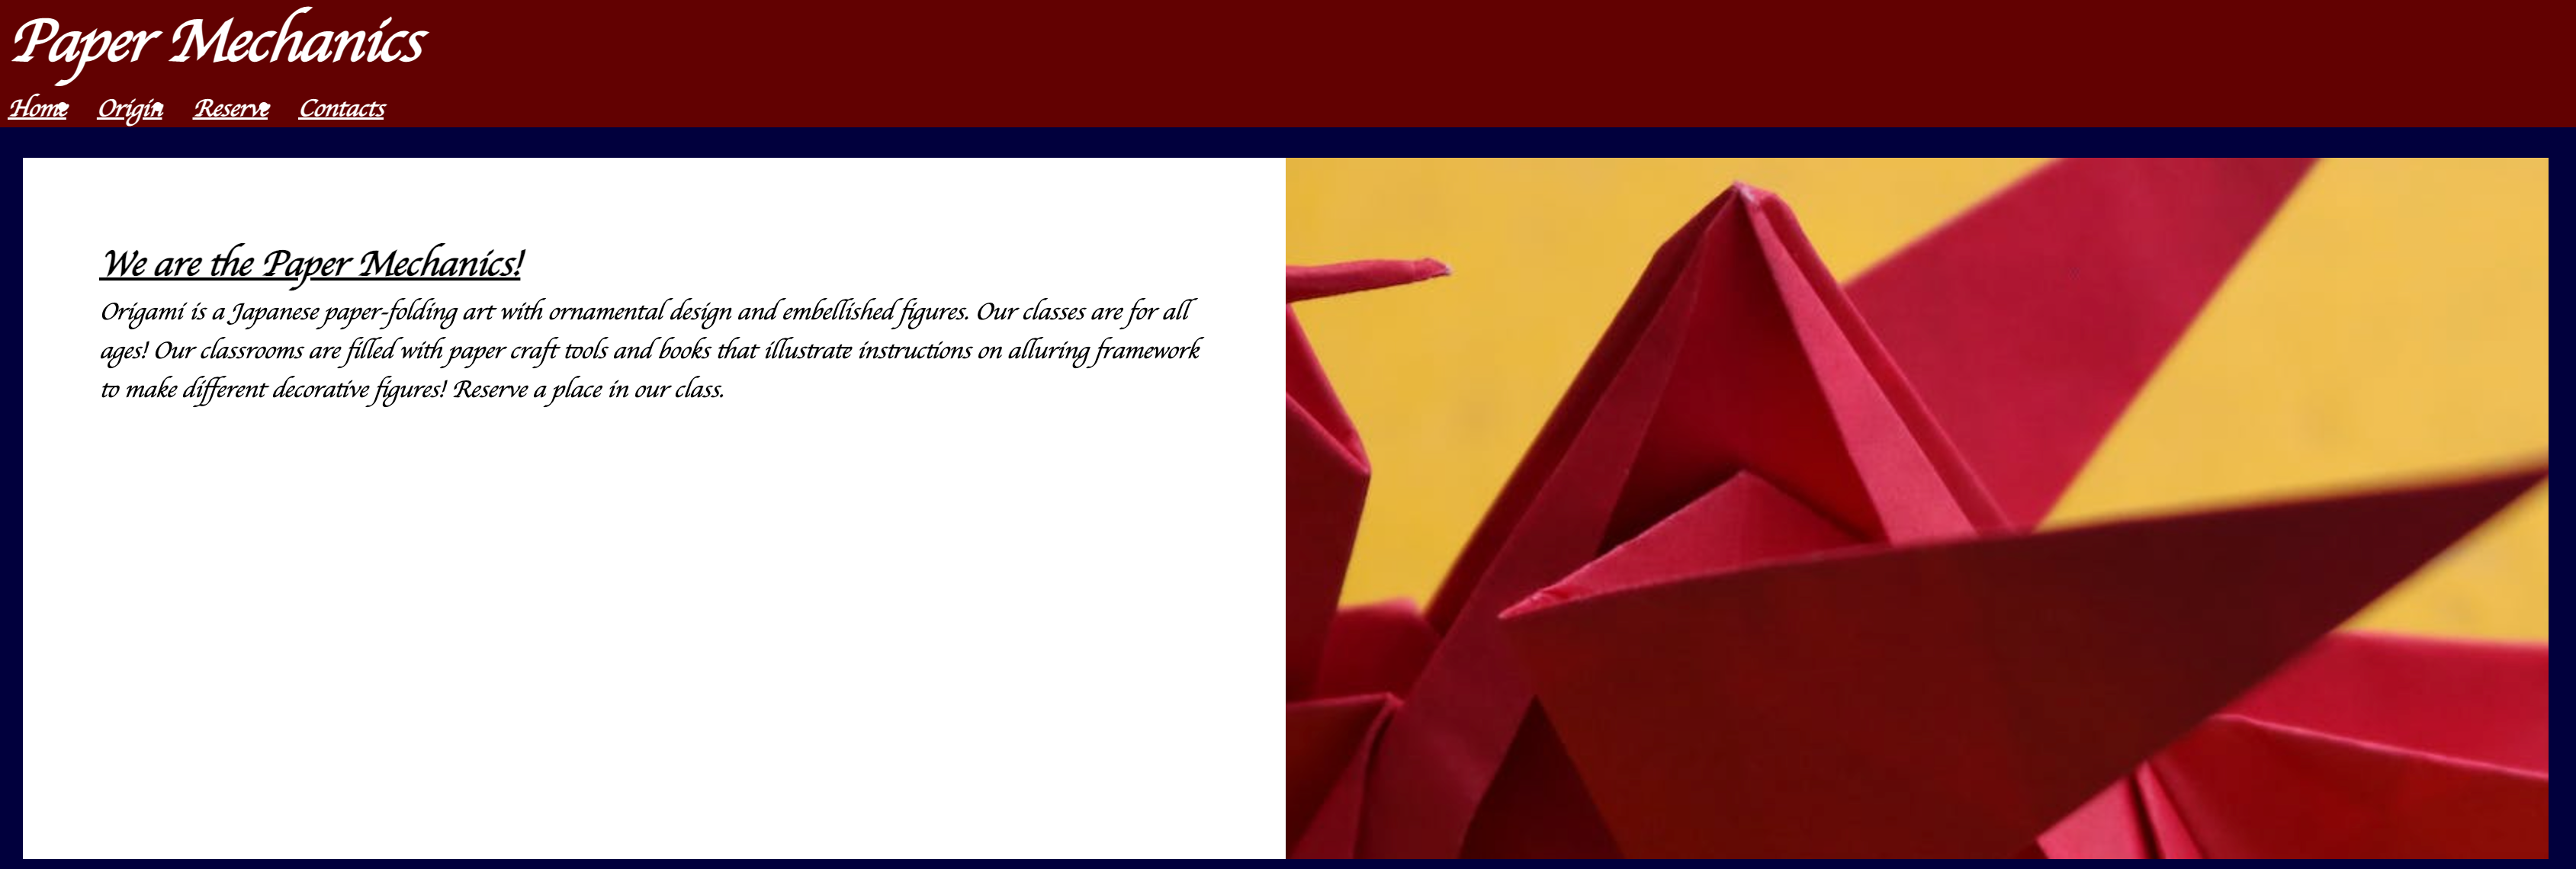 Paper Mechanics
Home Origin Reserve Contacts
We are the Paper Mechanics!
Origami is a Japanese paper-folding art with ornamental design and embellished figures. Our classes are for all
ages! Our classrooms are filled with paper craft tools and books that illustrate instructions on alluring framework
to make different decorative figures! Reserve a place in our class.